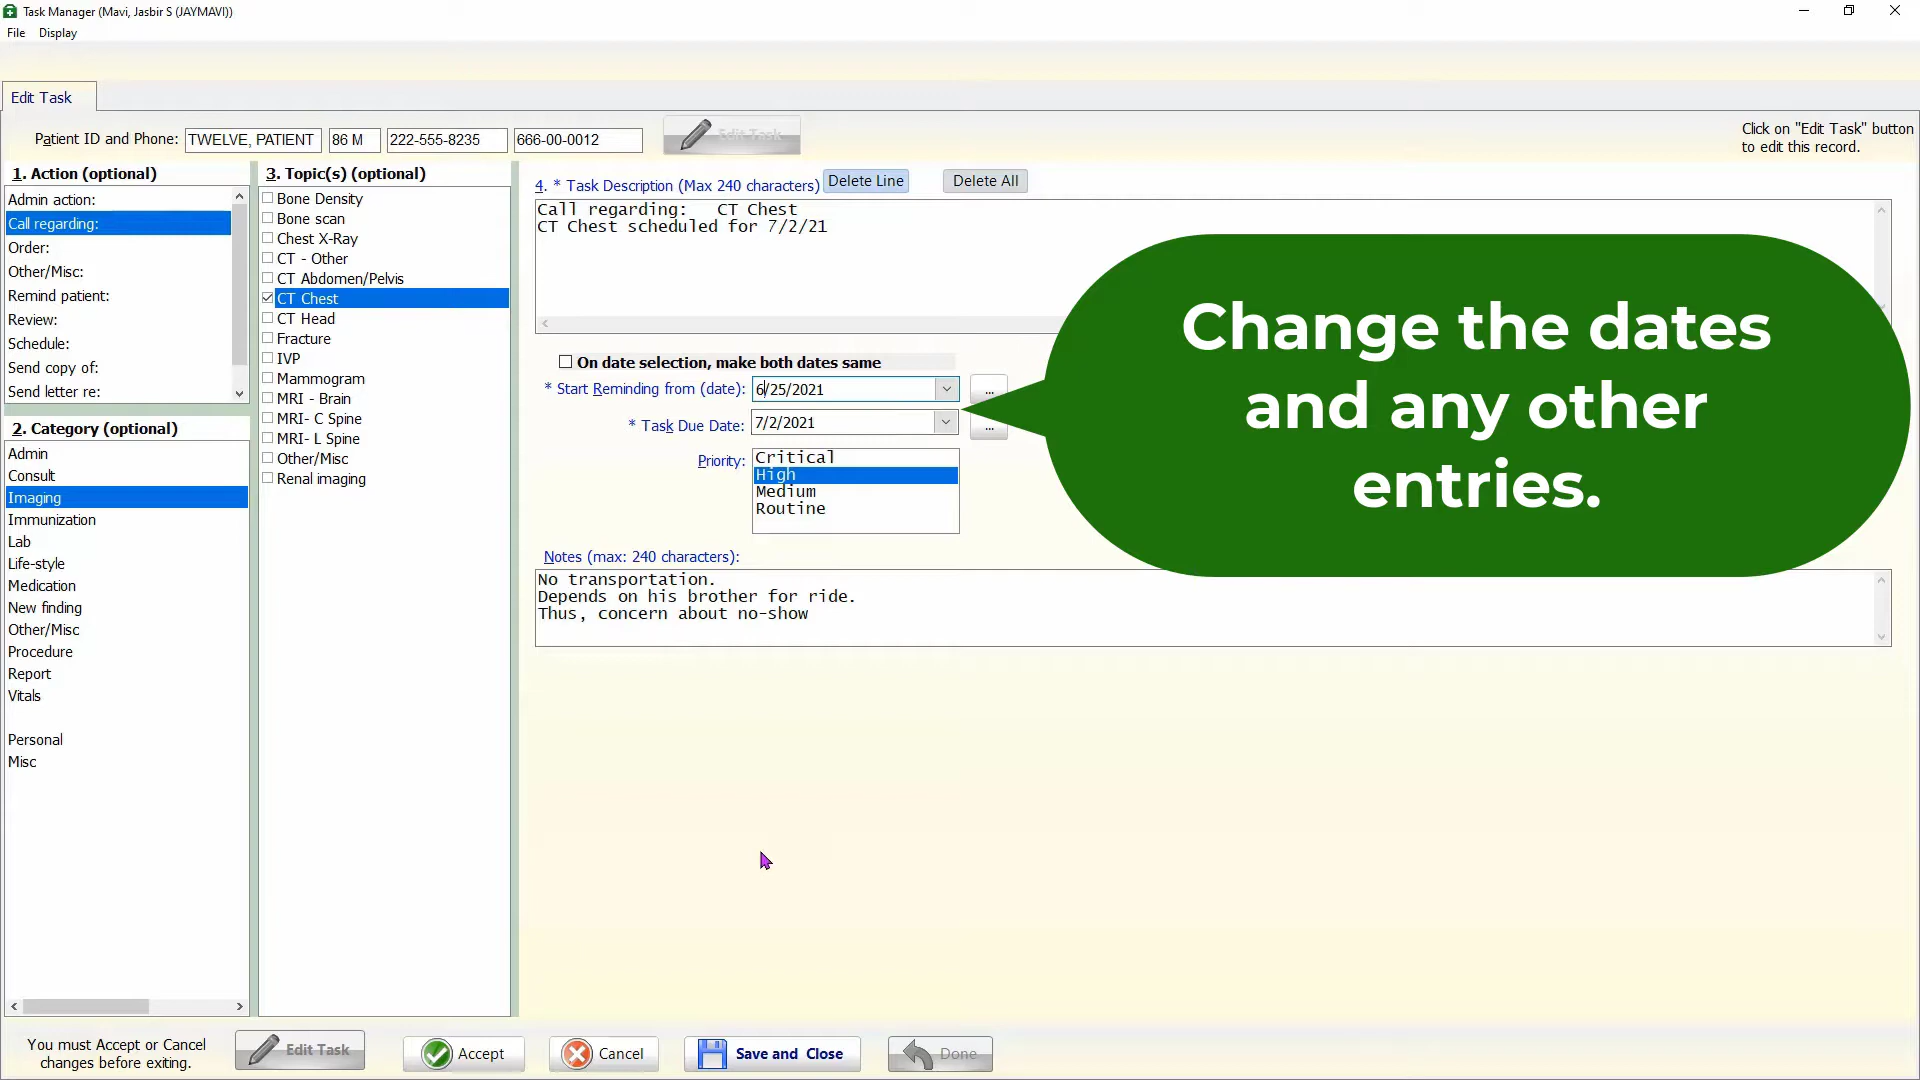 Task Manager (Mavi, Jasbir S (JAYMAVI))
File Display
Edit Task
Patient ID and Phone: TWELVE, PATIENT 86 M 222-555-8235 666-00-0012 Edit Task
Click on "Edit Task" button
to edit this record.
1. Action (optional)
Admin action:
Call regarding:
Order:
Other/Misc:
Remind patient:
Review:
Schedule:
Send copy of:
Send letter re:
2. Category (optional)
Admin
Consult
Imaging
Immunization
Lab
Life-style
Medication
New finding
Other/Misc
Procedure
Report
Vitals
Personal
Misc
3. Topic(s) (optional)
Bone Density
Bone scan
Chest X-Ray
CT - Other
CT Abdomen/Pelvis
CT Chest
CT Head
Fracture
IVP
Mammogram
MRI - Brain
MRI- C Spine
MRI- L Spine
Other/Misc
Renal imaging
4. * Task Description (Max 240 characters) Delete Line Delete All
Call regarding: CT Chest
CT Chest scheduled for 7/2/21
On date selection, make both dates same
* Start Reminding from (date): 6/25/2021 ...
* Task Due Date: 7/2/2021 ...
Priority: Critical
High
Medium
Routine
Notes (max: 240 characters):
No transportation.
Depends on his brother for ride.
Thus, concern about no-show
Change the dates
and any other
entries.
You must Accept or Cancel
changes before exiting.
Edit Task Accept Cancel Save and Close Done